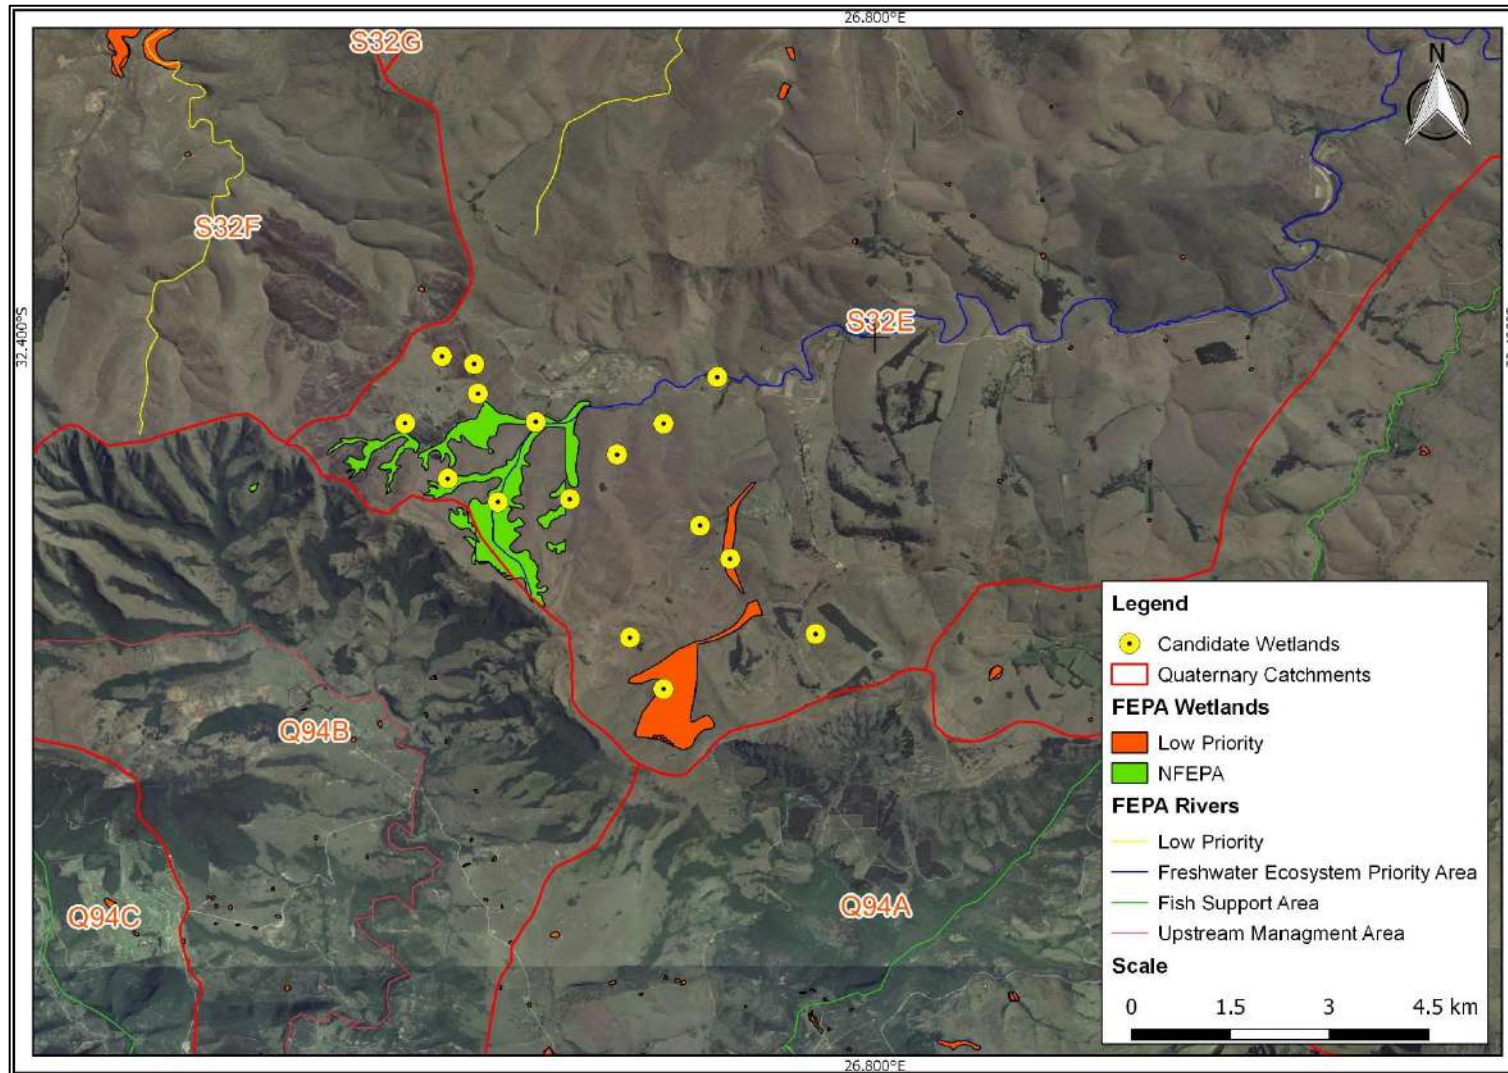 26.800°E
S32G
N
S32F
32.400°S
S32E
Legend
Candidate Wetlands
Quaternary Catchments
FEPA Wetlands
Q94B
Low Priority
NFEPA
FEPA Rivers
Low Priority
Freshwater Ecosystem Priority Area
Q94C
Q94A
Fish Support Area
Upstream Managment Area
Scale
0 1.5 3 4.5 km
26.800°E